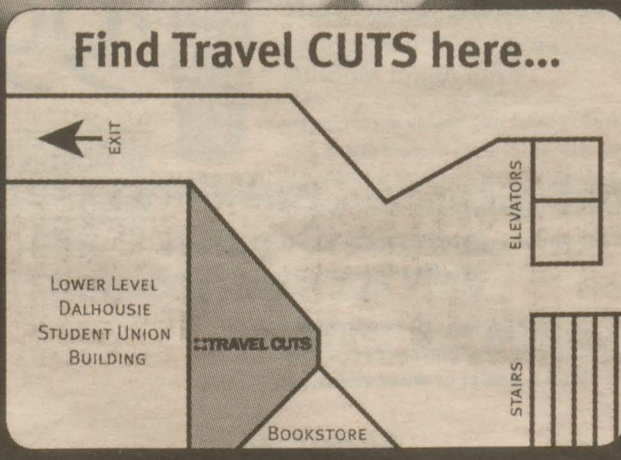 Find Travel CUTS here...
EXIT
ELEVATORS
LOWER LEVEL
DALHOUSIE
STUDENT UNION
BUILDING
TRAVEL CUTS
STAIRS
BOOKSTORE